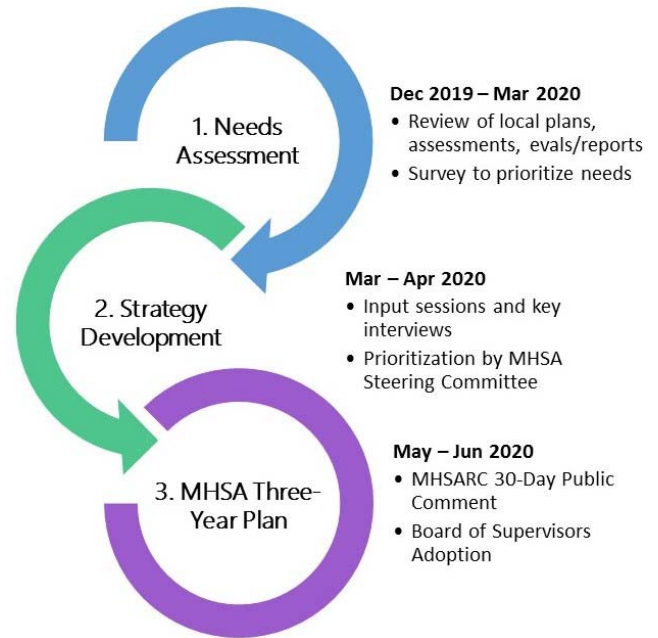 1. Needs
Assessment
Dec 2019 – Mar 2020
• Review of local plans,
assessments, evals/reports
• Survey to prioritize needs
2. Strategy
Development
Mar – Apr 2020
• Input sessions and key
interviews
• Prioritization by MHSA
Steering Committee
3. MHSA Three-
Year Plan
May – Jun 2020
• MHSARC 30-Day Public
Comment
• Board of Supervisors
Adoption